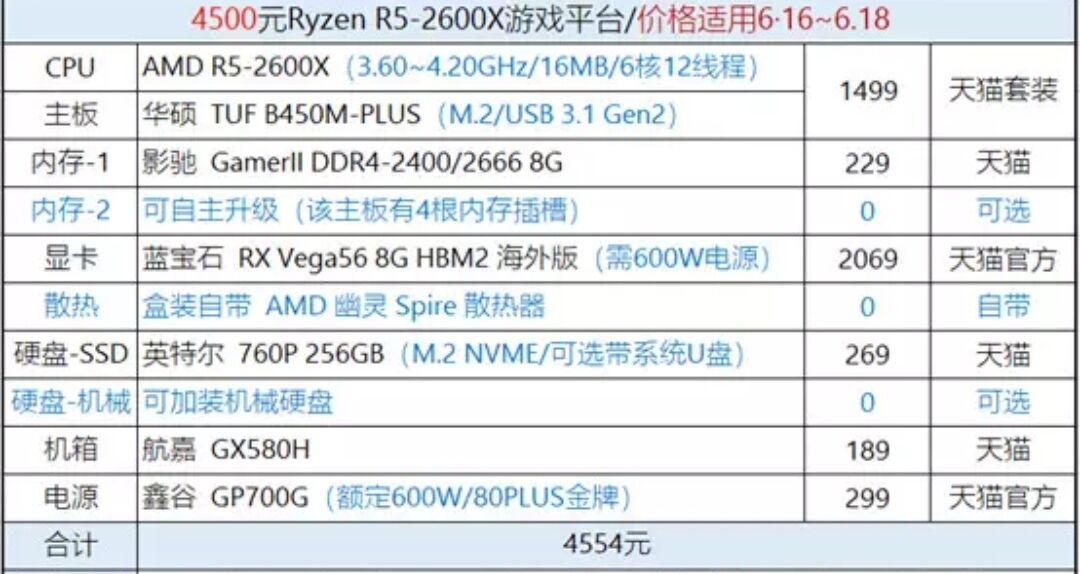 4500元Ryzen R5-2600X游戏平台/价格适用6·16~6.18
CPU AMD R5-2600X（3.60~4.20GHz/16MB/6核12线程） 1499 天猫套装
主板 华硕 TUF B450M-PLUS（M.2/USB 3.1 Gen2）
内存-1 影驰 GamerII DDR4-2400/2666 8G 229 天猫
内存-2 可自主升级（该主板有4根内存插槽） 0 可选
显卡 蓝宝石 RX Vega56 8G HBM2 海外版（需600W电源） 2069 天猫官方
散热 盒装自带 AMD 幽灵 Spire 散热器 0 自带
硬盘-SSD 英特尔 760P 256GB（M.2 NVME/可选带系统U盘） 269 天猫
硬盘-机械 可加装机械硬盘 0 可选
机箱 航嘉 GX580H 189 天猫
电源 鑫谷 GP700G（额定600W/80PLUS金牌） 299 天猫官方
合计 4554元